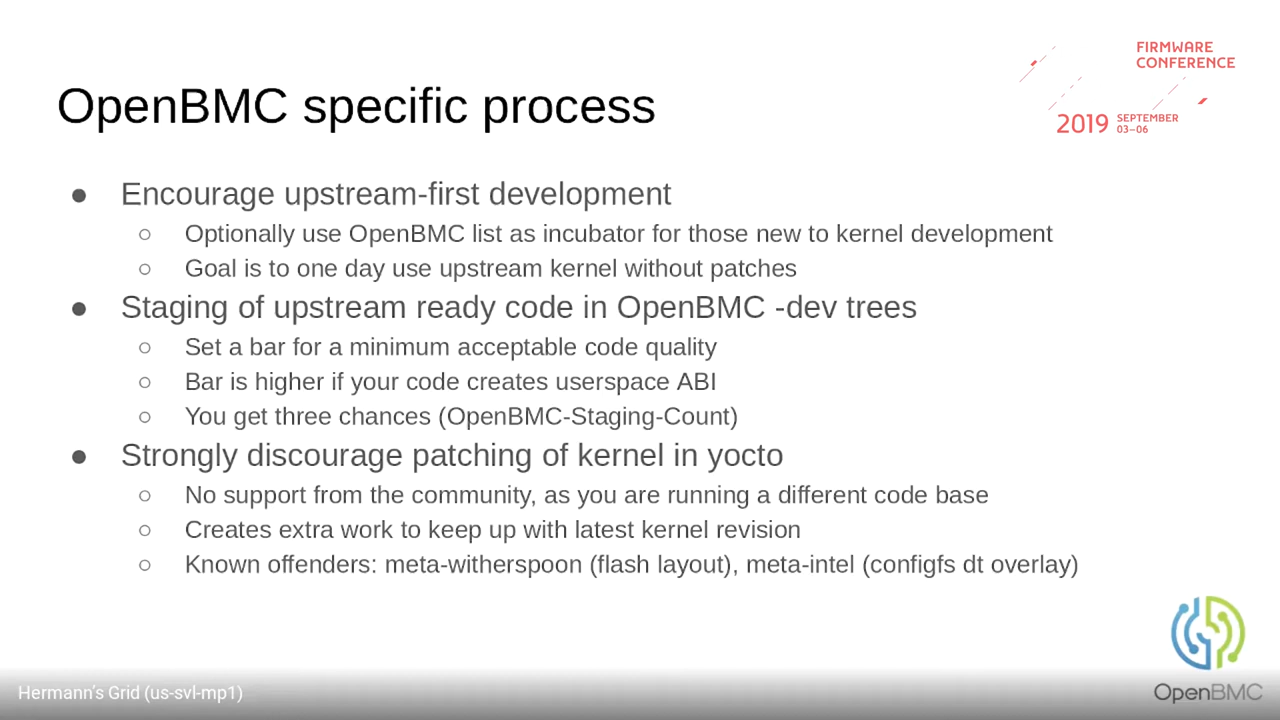 FIRMWARE
CONFERENCE
2019 SEPTEMBER
03–06
OpenBMC specific process
● Encourage upstream-first development
○ Optionally use OpenBMC list as incubator for those new to kernel development
○ Goal is to one day use upstream kernel without patches
● Staging of upstream ready code in OpenBMC -dev trees
○ Set a bar for a minimum acceptable code quality
○ Bar is higher if your code creates userspace ABI
○ You get three chances (OpenBMC-Staging-Count)
● Strongly discourage patching of kernel in yocto
○ No support from the community, as you are running a different code base
○ Creates extra work to keep up with latest kernel revision
○ Known offenders: meta-witherspoon (flash layout), meta-intel (configfs dt overlay)
Hermann's Grid (us-svl-mp1)
OpenBMC